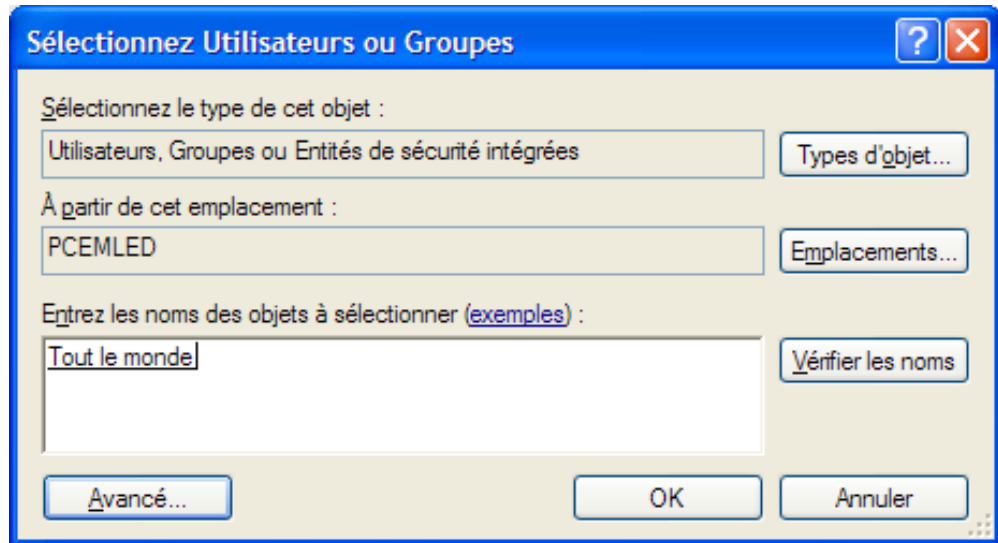 Sélectionnez Utilisateurs ou Groupes
?
Sélectionnez le type de cet objet :
Utilisateurs, Groupes ou Entités de sécurité intégrées
Types d'objet...
À partir de cet emplacement :
PCEMLED
Emplacements...
Entrez les noms des objets à sélectionner (exemples) :
Tout le monde
Vérifier les noms
Avancé...
OK
Annuler